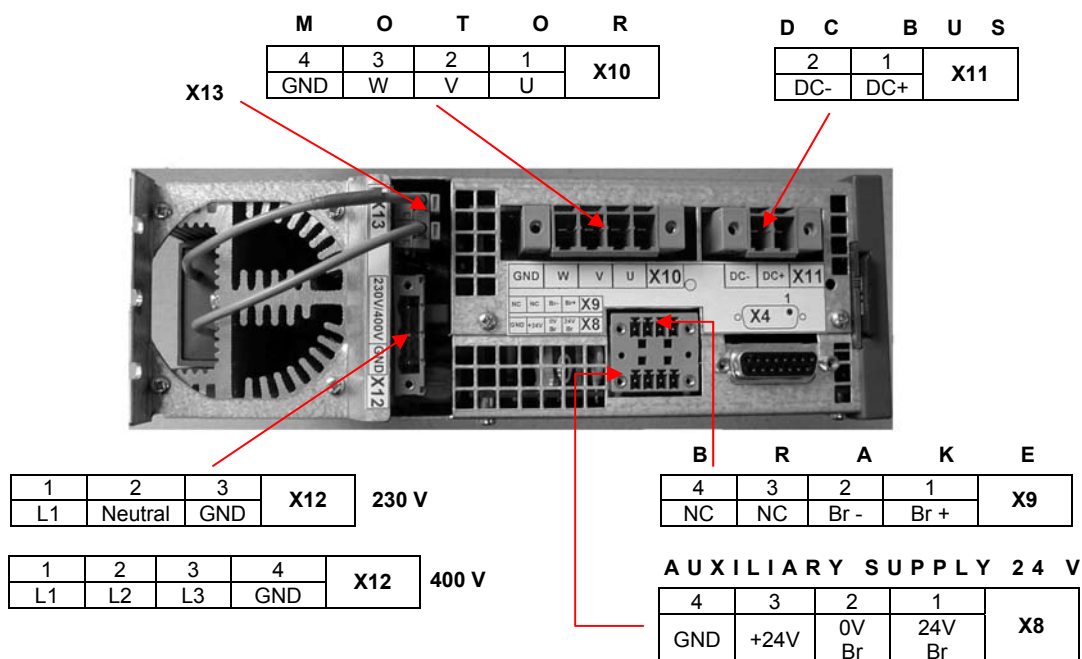 M O T O R
4 3 2 1 X10
GND W V U
D C B U S
2 1 X11
DC- DC+
X13
X13
230V/400V/GND X12
GND W V U X10
DC- DC+ X11
NC NC Br- Br+ X9
GND +24V 0V Br 24V Br X8
1
X4
1 2 3 X12 230 V
L1 Neutral GND
1 2 3 4 X12 400 V
L1 L2 L3 GND
B R A K E
4 3 2 1 X9
NC NC Br - Br +
A U X I L I A R Y S U P P L Y 2 4 V
4 3 2 1 X8
GND +24V 0V Br 24V Br